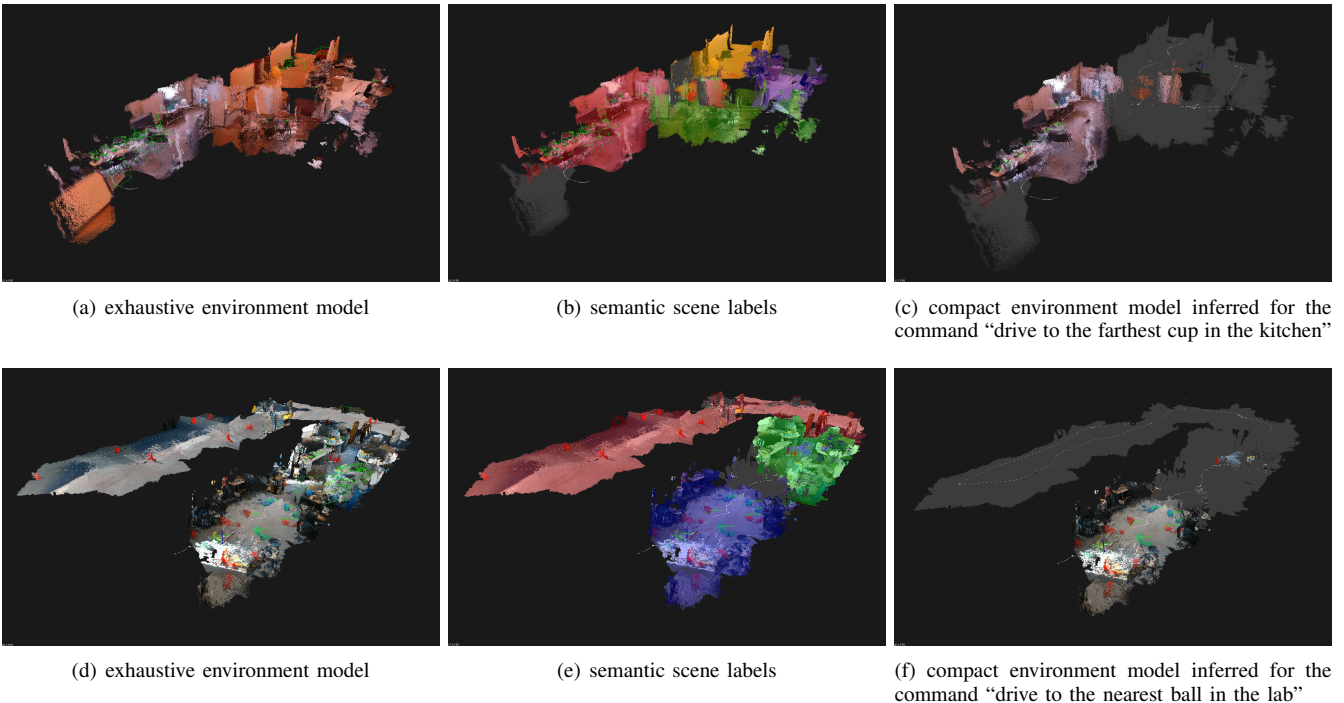 (a) exhaustive environment model
(b) semantic scene labels
(c) compact environment model inferred for the
command “drive to the farthest cup in the kitchen”
(d) exhaustive environment model
(e) semantic scene labels
(f) compact environment model inferred for the
command “drive to the nearest ball in the lab”